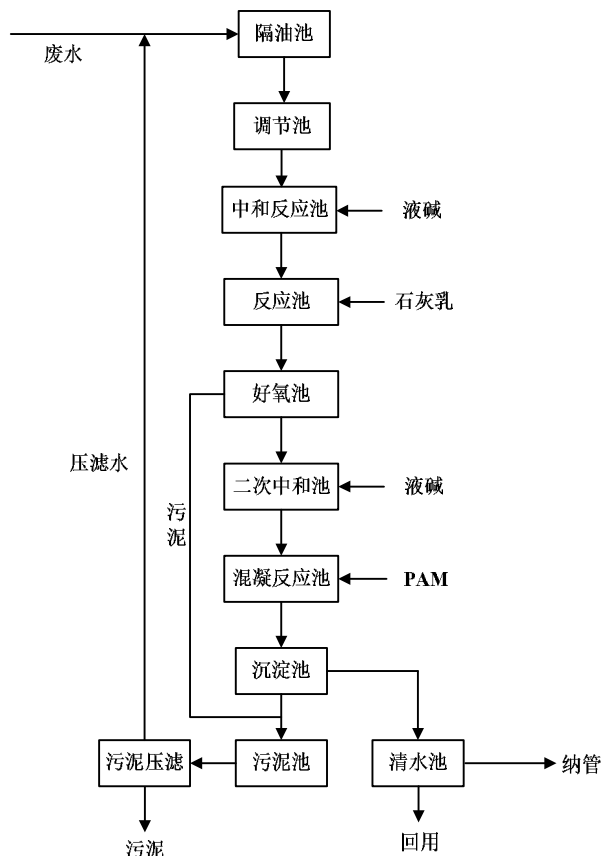 隔油池
废水
调节池
中和反应池
液碱
反应池
石灰乳
好氧池
压滤水
二次中和池
液碱
污泥
混凝反应池
PAM
沉淀池
污泥压滤
污泥池
清水池
纳管
污泥
回用